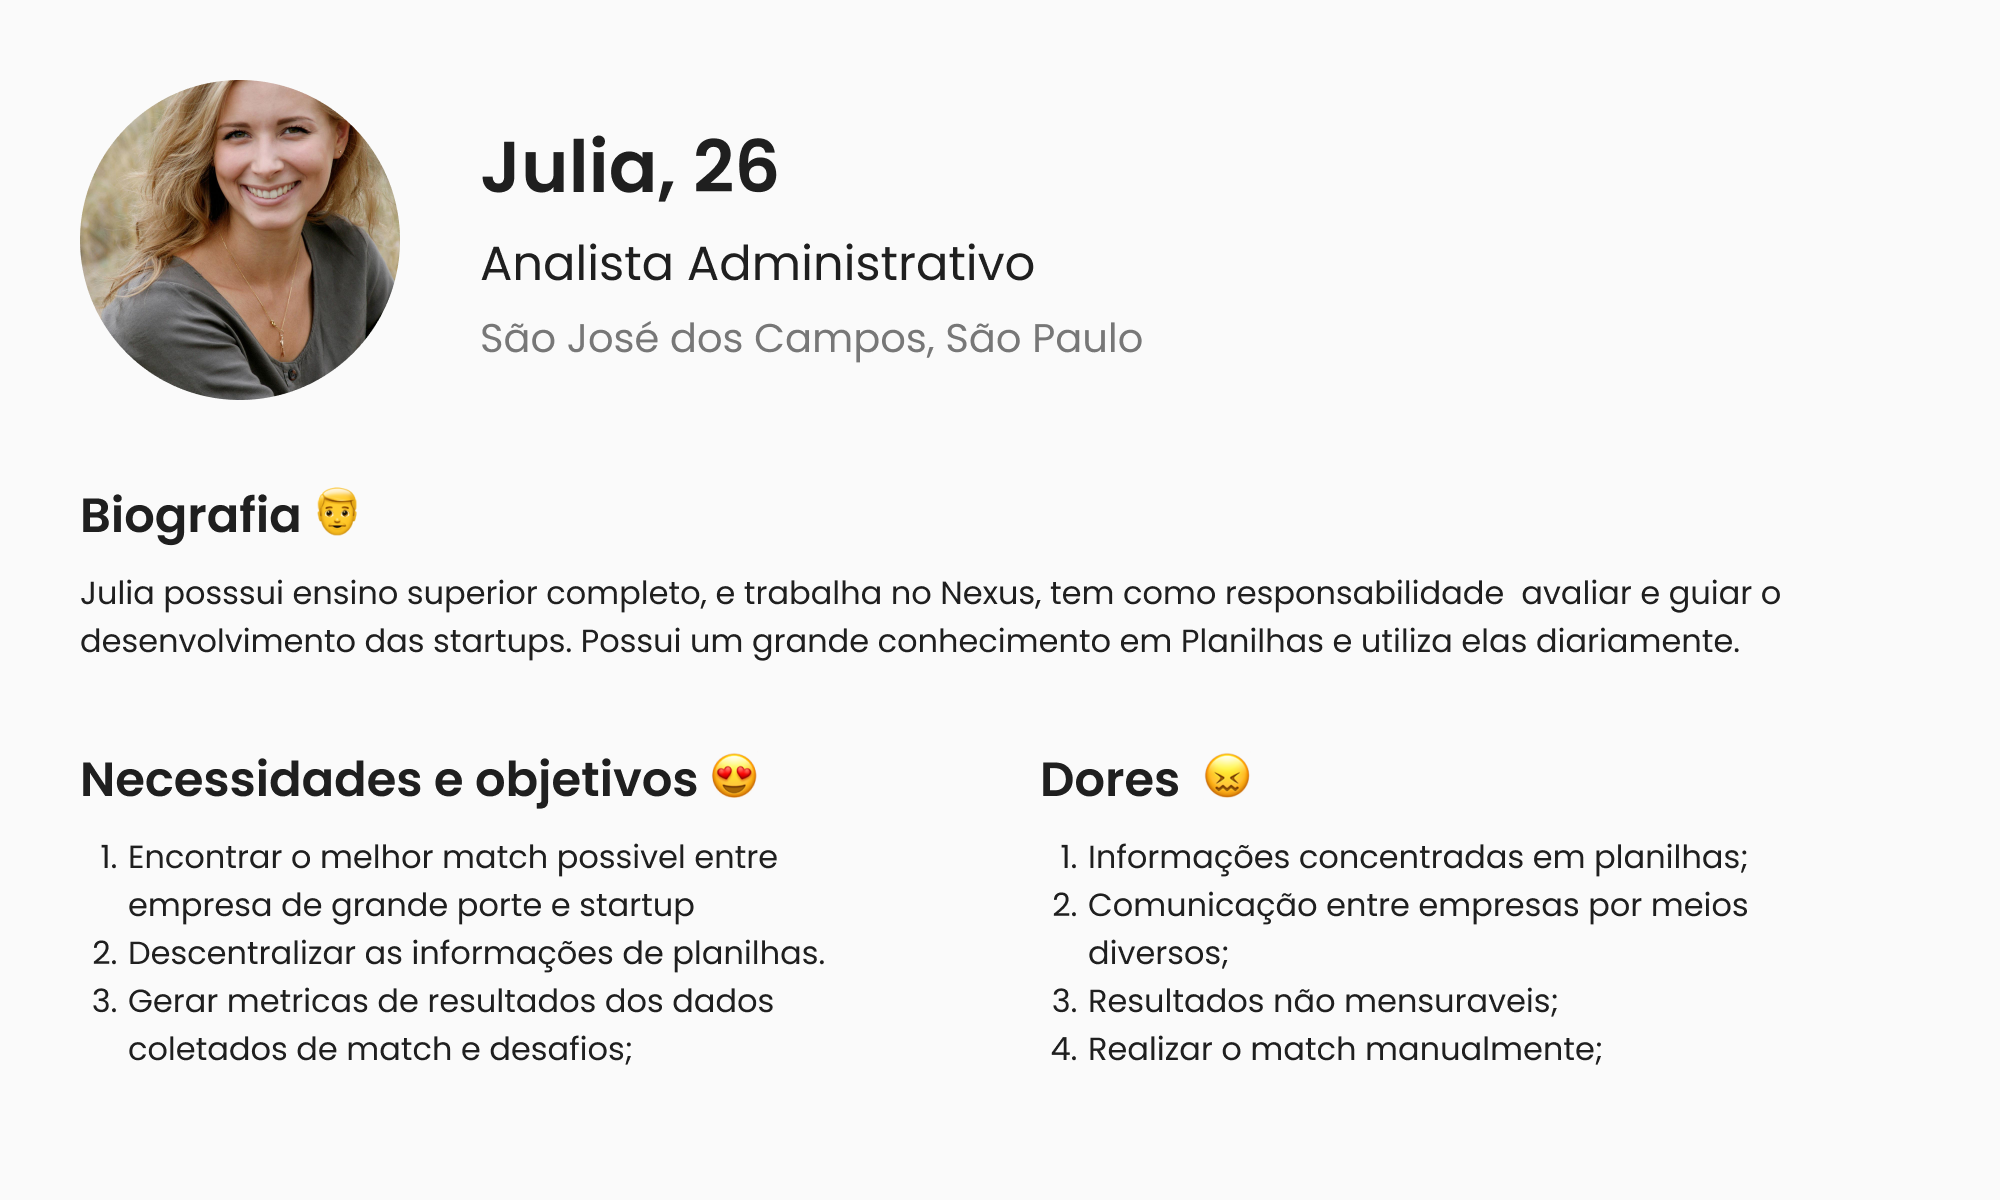 Julia, 26
Analista Administrativo
São José dos Campos, São Paulo
Biografia 👨
Julia posssui ensino superior completo, e trabalha no Nexus, tem como responsabilidade  avaliar e guiar o
desenvolvimento das startups. Possui um grande conhecimento em Planilhas e utiliza elas diariamente.
Necessidades e objetivos 😍
1. Encontrar o melhor match possivel entre
empresa de grande porte e startup
2. Descentralizar as informações de planilhas.
3. Gerar metricas de resultados dos dados
coletados de match e desafios;
Dores 😖
1. Informações concentradas em planilhas;
2. Comunicação entre empresas por meios
diversos;
3. Resultados não mensuraveis;
4. Realizar o match manualmente;